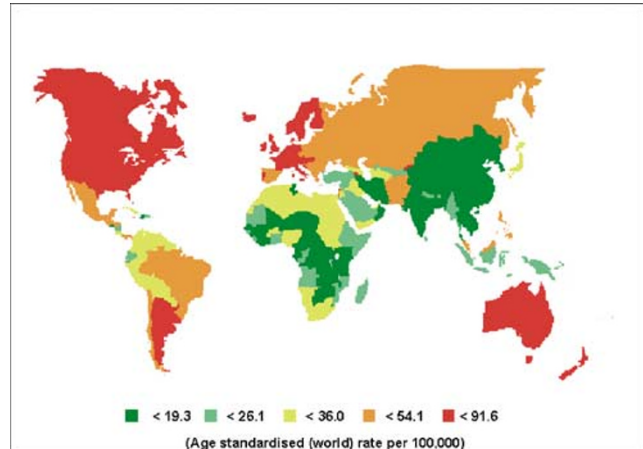 < 19.3 < 26.1 < 36.0 < 54.1 < 91.6
(Age standardised (world) rate per 100,000)